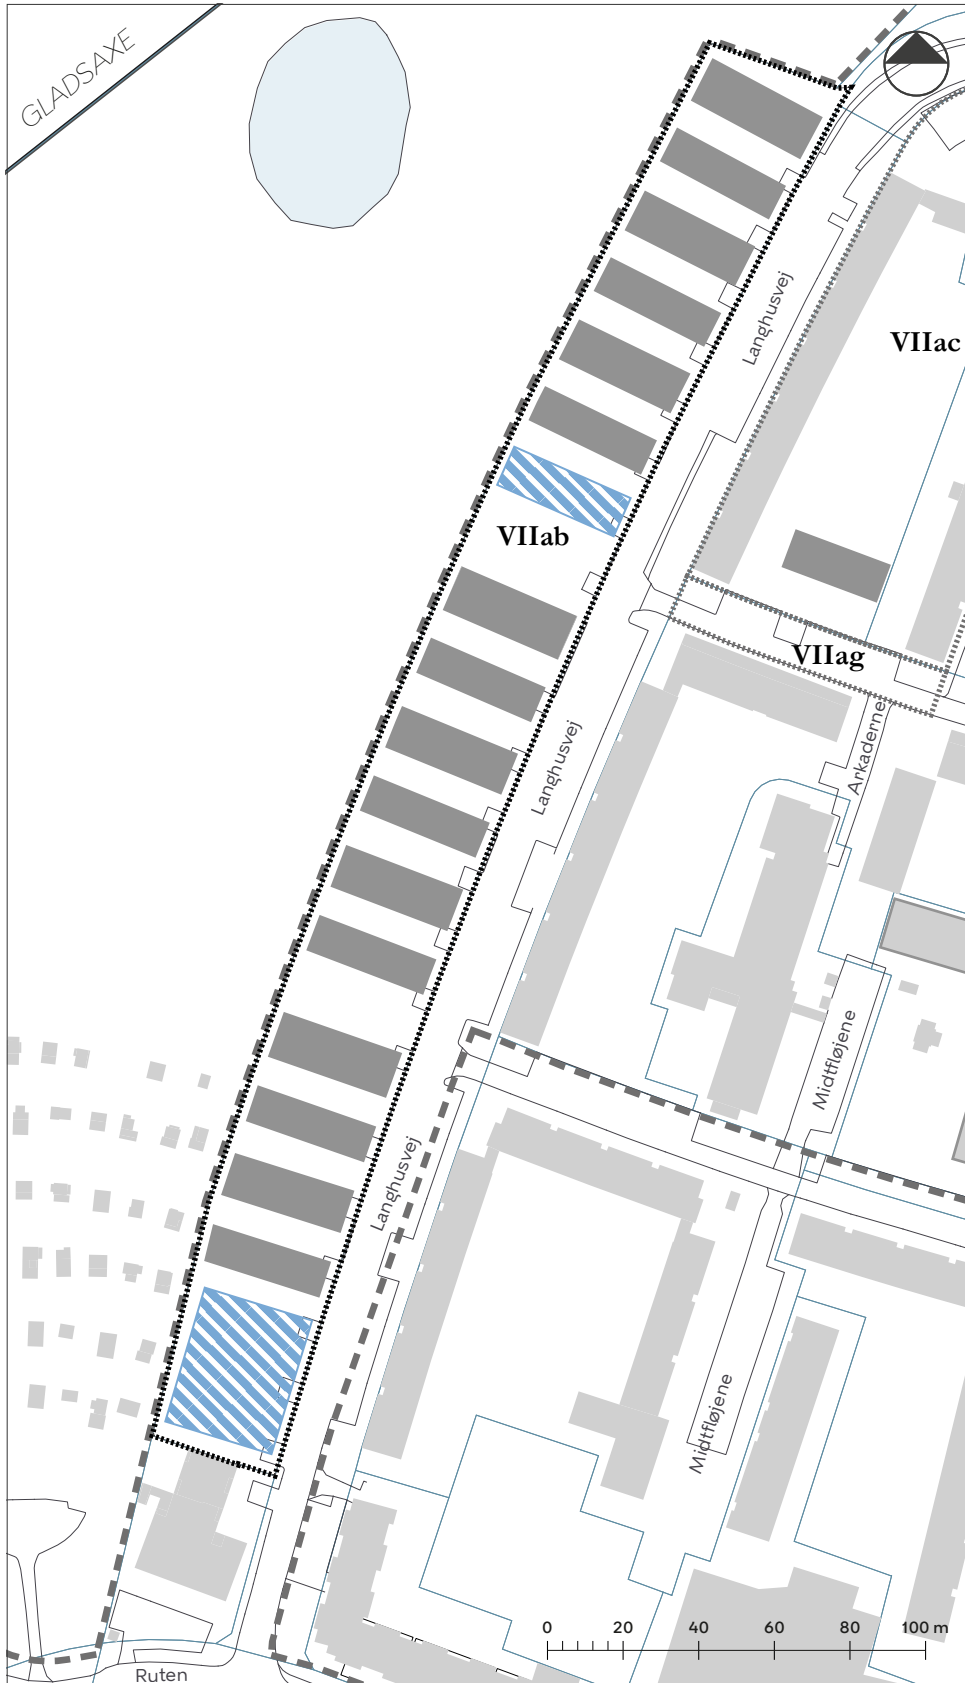 GLADSAXE
Langhusvej
VIIac
VIIab
VIIag
Arkaderne
Langhusvej
Midtfløjene
Langhusvej
Midtfløjene
0 20 40 60 80 100 m
Ruten